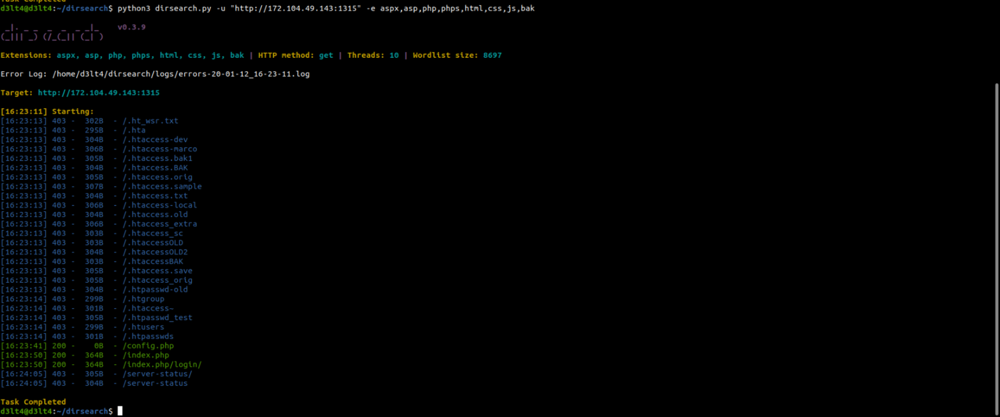 Task Completed
d3lt4@d3lt4:~/dirsearch$ python3 dirsearch.py -u "http://172.104.49.143:1315" -e aspx,asp,php,phps,html,css,js,bak
 _|. _ _  _  _  _ _|_    v0.3.9
(_||| _) (/_(_|| (_| )
Extensions: aspx, asp, php, phps, html, css, js, bak | HTTP method: get | Threads: 10 | Wordlist size: 8697
Error Log: /home/d3lt4/dirsearch/logs/errors-20-01-12_16-23-11.log
Target: http://172.104.49.143:1315
[16:23:11] Starting:
[16:23:13] 403 -  302B  - /.ht_wsr.txt
[16:23:13] 403 -  295B  - /.hta
[16:23:13] 403 -  304B  - /.htaccess-dev
[16:23:13] 403 -  306B  - /.htaccess-marco
[16:23:13] 403 -  305B  - /.htaccess.bak1
[16:23:13] 403 -  304B  - /.htaccess.BAK
[16:23:13] 403 -  305B  - /.htaccess.orig
[16:23:13] 403 -  307B  - /.htaccess.sample
[16:23:13] 403 -  304B  - /.htaccess.txt
[16:23:13] 403 -  306B  - /.htaccess-local
[16:23:13] 403 -  304B  - /.htaccess.old
[16:23:13] 403 -  306B  - /.htaccess_extra
[16:23:13] 403 -  303B  - /.htaccess_sc
[16:23:13] 403 -  303B  - /.htaccessOLD
[16:23:13] 403 -  304B  - /.htaccessOLD2
[16:23:13] 403 -  303B  - /.htaccessBAK
[16:23:13] 403 -  305B  - /.htaccess.save
[16:23:13] 403 -  305B  - /.htaccess_orig
[16:23:13] 403 -  304B  - /.htpasswd-old
[16:23:14] 403 -  299B  - /.htgroup
[16:23:14] 403 -  301B  - /.htaccess~
[16:23:14] 403 -  305B  - /.htpasswd_test
[16:23:14] 403 -  299B  - /.htusers
[16:23:14] 403 -  301B  - /.htpasswds
[16:23:41] 200 -    0B  - /config.php
[16:23:50] 200 -  364B  - /index.php
[16:23:50] 200 -  364B  - /index.php/login/
[16:24:05] 403 -  305B  - /server-status/
[16:24:05] 403 -  304B  - /server-status
Task Completed
d3lt4@d3lt4:~/dirsearch$